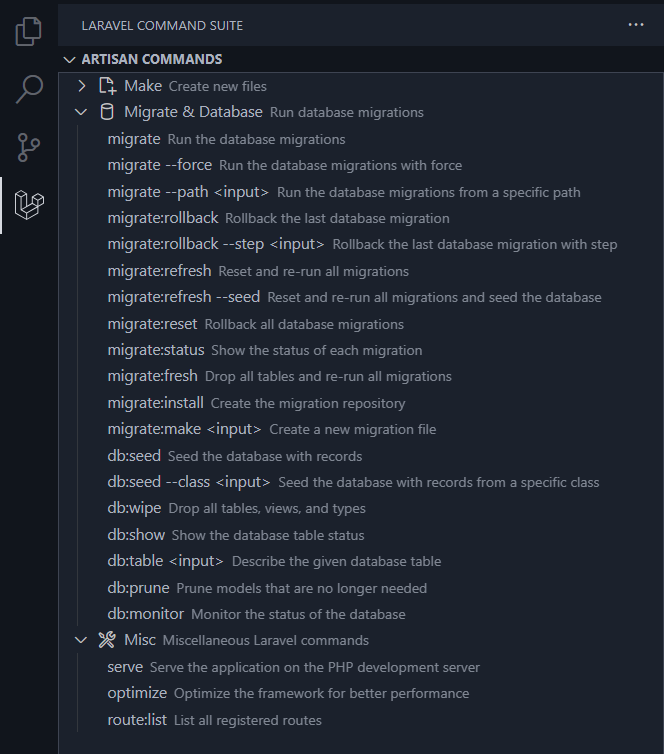 LARAVEL COMMAND SUITE
ARTISAN COMMANDS
Make Create new files
Migrate & Database Run database migrations
migrate Run the database migrations
migrate --force Run the database migrations with force
migrate --path <input> Run the database migrations from a specific path
migrate:rollback Rollback the last database migration
migrate:rollback --step <input> Rollback the last database migration with step
migrate:refresh Reset and re-run all migrations
migrate:refresh --seed Reset and re-run all migrations and seed the database
migrate:reset Rollback all database migrations
migrate:status Show the status of each migration
migrate:fresh Drop all tables and re-run all migrations
migrate:install Create the migration repository
migrate:make <input> Create a new migration file
db:seed Seed the database with records
db:seed --class <input> Seed the database with records from a specific class
db:wipe Drop all tables, views, and types
db:show Show the database table status
db:table <input> Describe the given database table
db:prune Prune models that are no longer needed
db:monitor Monitor the status of the database
Misc Miscellaneous Laravel commands
serve Serve the application on the PHP development server
optimize Optimize the framework for better performance
route:list List all registered routes